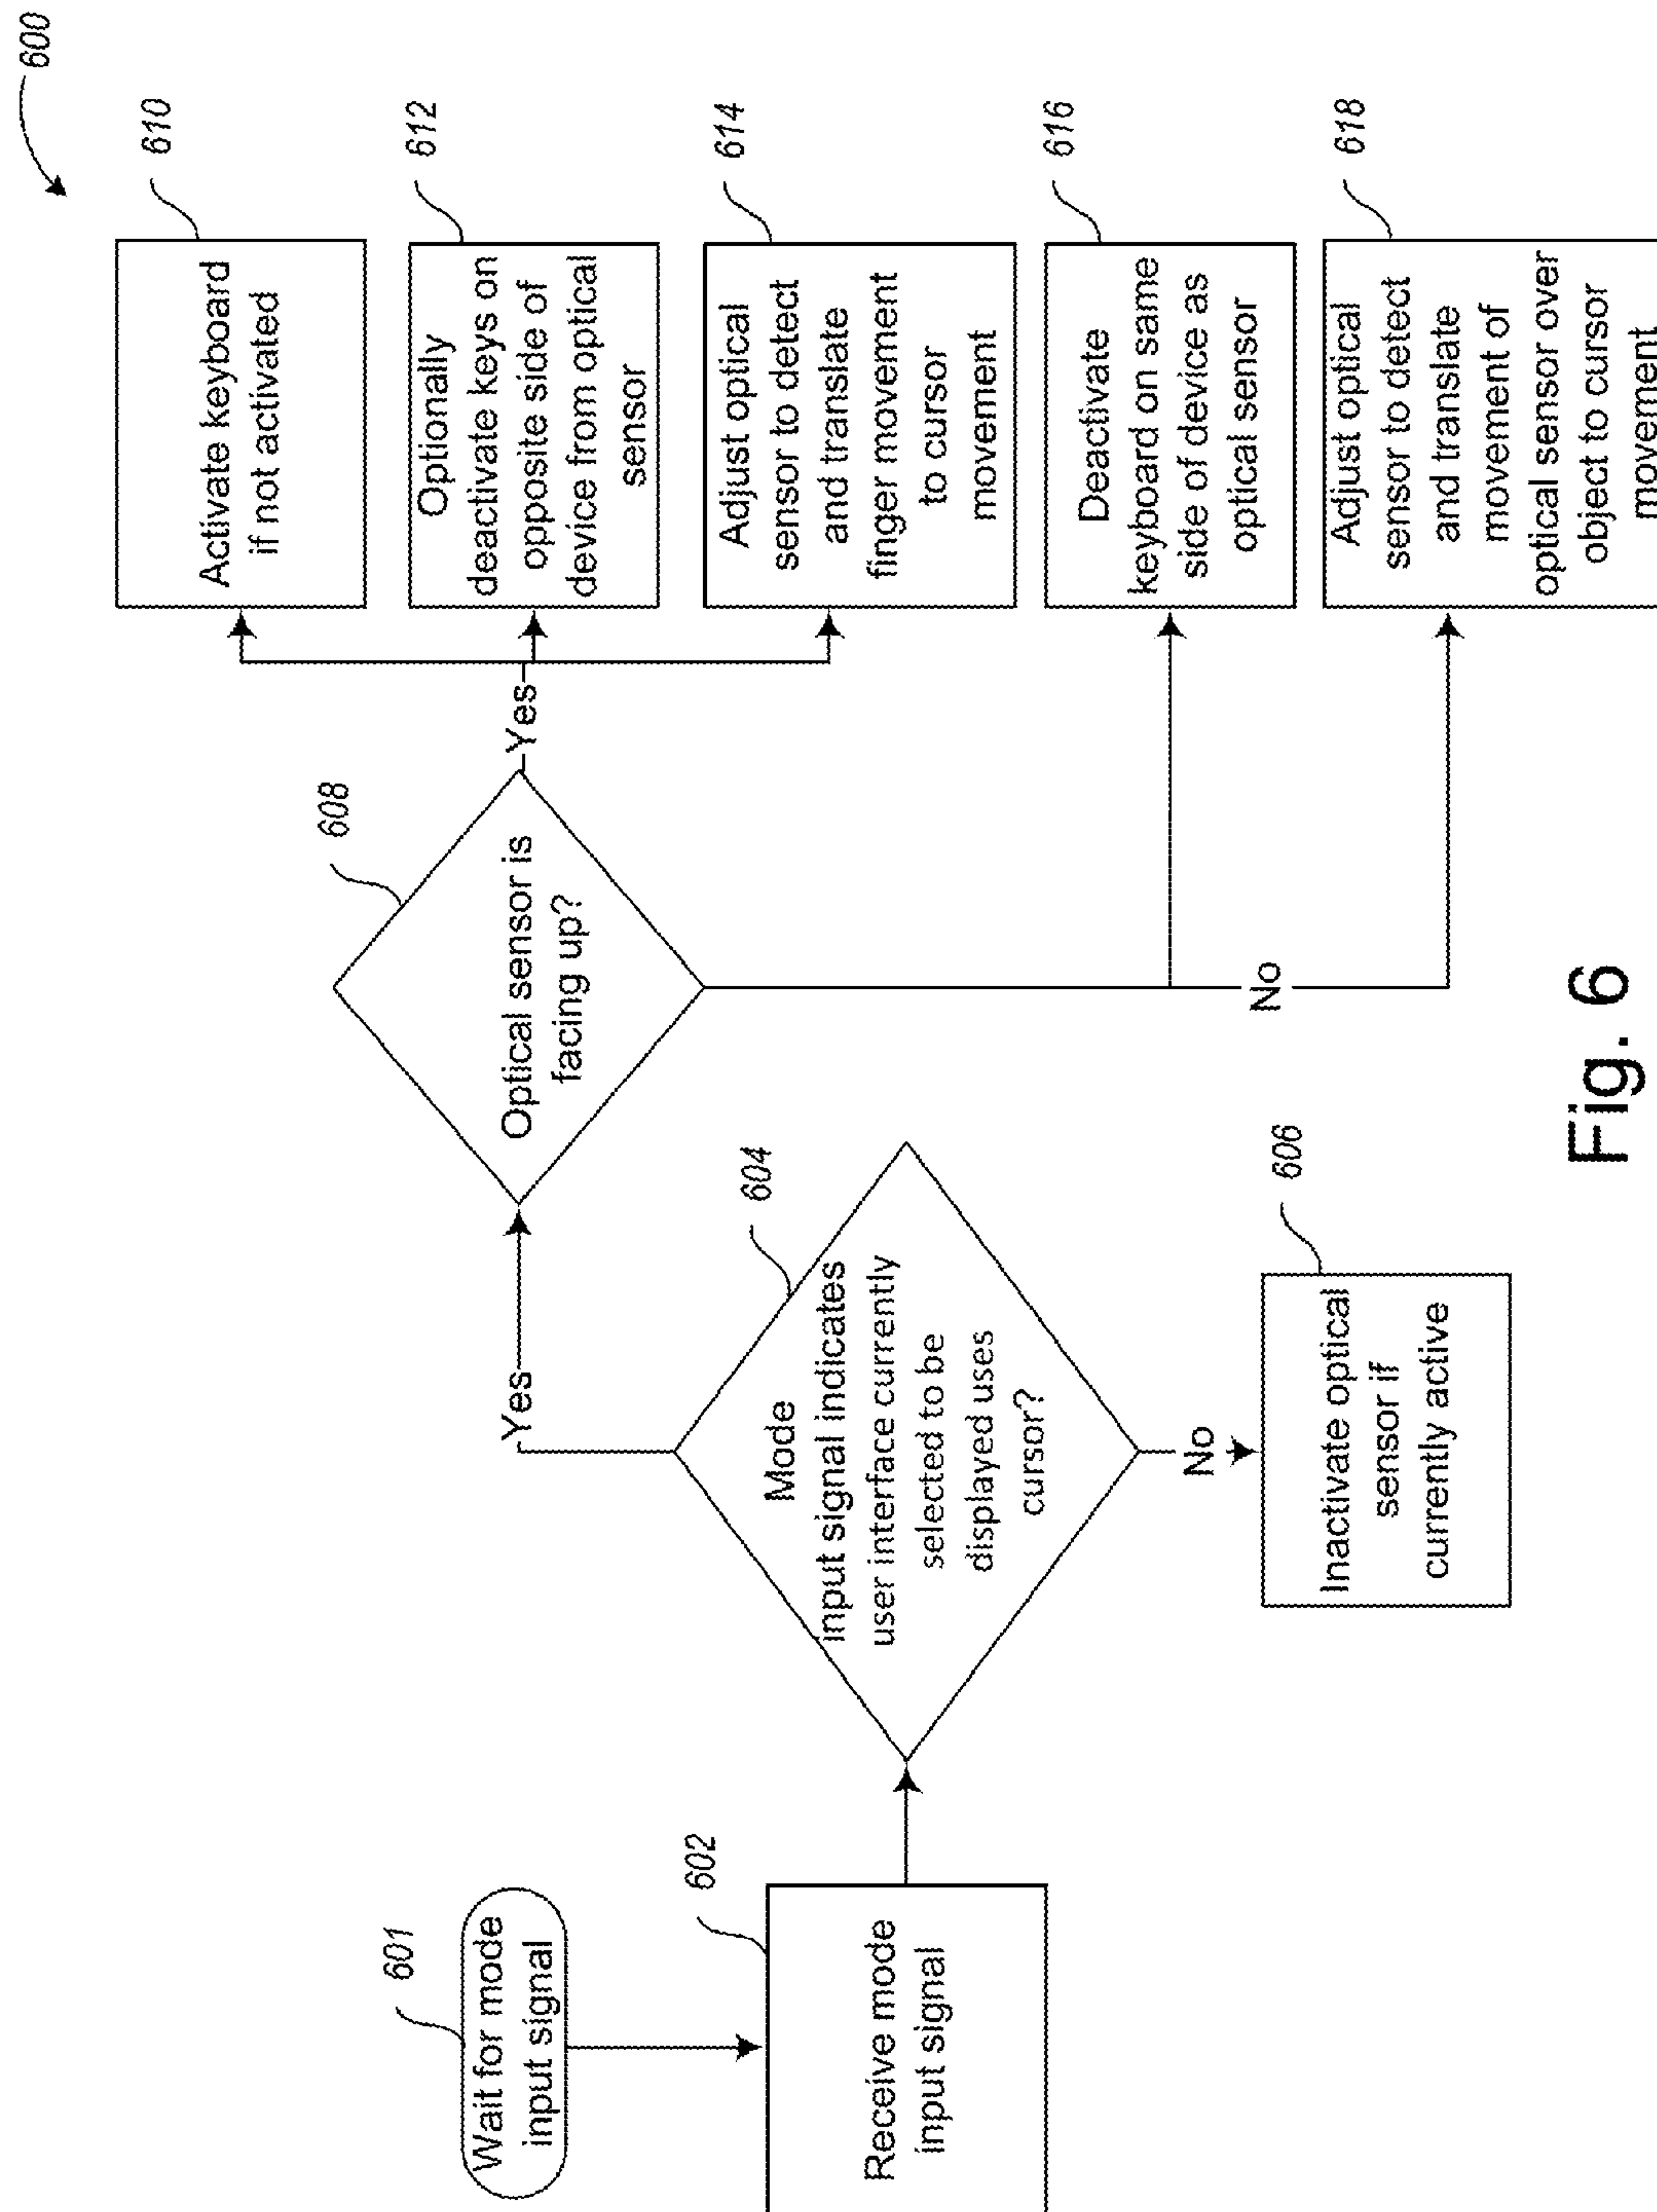 600
601
Wait for mode
input signal
602
Receive mode
input signal
604
Mode
input signal indicates
user interface currently
selected to be
displayed uses
cursor?
No
606
Inactivate optical
sensor if
currently active
Yes
608
Optical sensor is
facing up?
Yes
610
Activate keyboard
if not activated
612
Optionally
deactivate keys on
opposite side of
device from optical
sensor
614
Adjust optical
sensor to detect
and translate
finger movement
to cursor
movement
No
616
Deactivate
keyboard on same
side of device as
optical sensor
618
Adjust optical
sensor to detect
and translate
movement of
optical sensor over
object to cursor
movement
Fig. 6